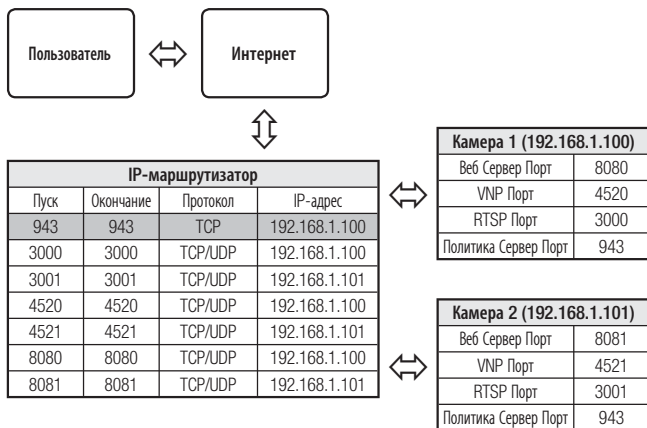 Пользователь
Интернет
IP-маршрутизатор
Пуск Окончание Протокол IP-адрес
943 943 TCP 192.168.1.100
3000 3000 TCP/UDP 192.168.1.100
3001 3001 TCP/UDP 192.168.1.101
4520 4520 TCP/UDP 192.168.1.100
4521 4521 TCP/UDP 192.168.1.101
8080 8080 TCP/UDP 192.168.1.100
8081 8081 TCP/UDP 192.168.1.101
Камера 1 (192.168.1.100)
Веб Сервер Порт 8080
VNP Порт 4520
RTSP Порт 3000
Политика Сервер Порт 943
Камера 2 (192.168.1.101)
Веб Сервер Порт 8081
VNP Порт 4521
RTSP Порт 3001
Политика Сервер Порт 943